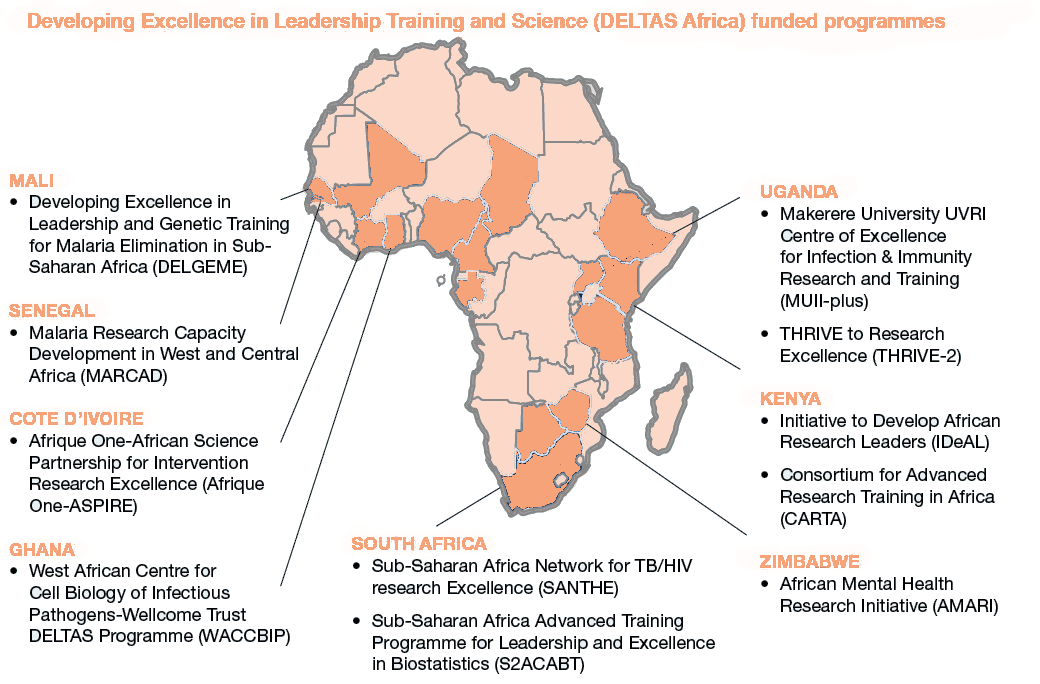 Developing Excellence in Leadership Training and Science (DELTAS Africa) funded programmes
MALI
• Developing Excellence in
Leadership and Genetic Training
for Malaria Elimination in Sub-
Saharan Africa (DELGEME)
SENEGAL
• Malaria Research Capacity
Development in West and Central
Africa (MARCAD)
COTE D'IVOIRE
• Afrique One-African Science
Partnership for Intervention
Research Excellence (Afrique
One-ASPIRE)
GHANA
• West African Centre for
Cell Biology of Infectious
Pathogens-Wellcome Trust
DELTAS Programme (WACCBIP)
SOUTH AFRICA
• Sub-Saharan Africa Network for TB/HIV
research Excellence (SANTHE)
• Sub-Saharan Africa Advanced Training
Programme for Leadership and Excellence
in Biostatistics (S2ACABT)
UGANDA
• Makerere University UVRI
Centre of Excellence
for Infection & Immunity
Research and Training
(MUII-plus)
• THRIVE to Research
Excellence (THRIVE-2)
KENYA
• Initiative to Develop African
Research Leaders (IDeAL)
• Consortium for Advanced
Research Training in Africa
(CARTA)
ZIMBABWE
• African Mental Health
Research Initiative (AMARI)